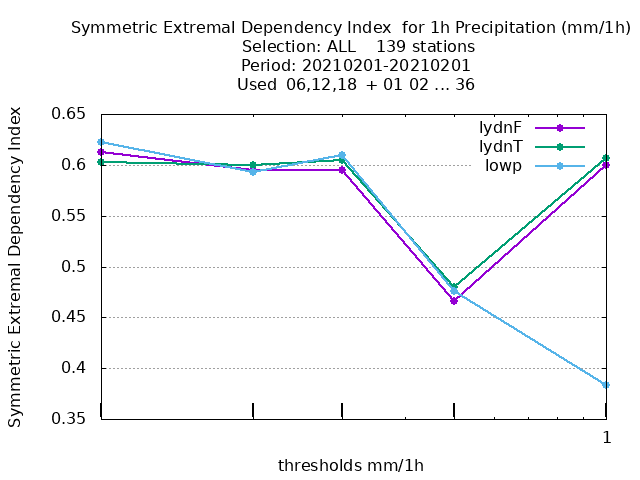 Symmetric Extremal Dependency Index  for 1h Precipitation (mm/1h)
Selection: ALL    139 stations
Period: 20210201-20210201
Used  06,12,18  + 01 02 ... 36
Symmetric Extremal Dependency Index
0.65
0.6
0.55
0.5
0.45
0.4
0.35
lydnF
lydnT
lowp
1
thresholds mm/1h